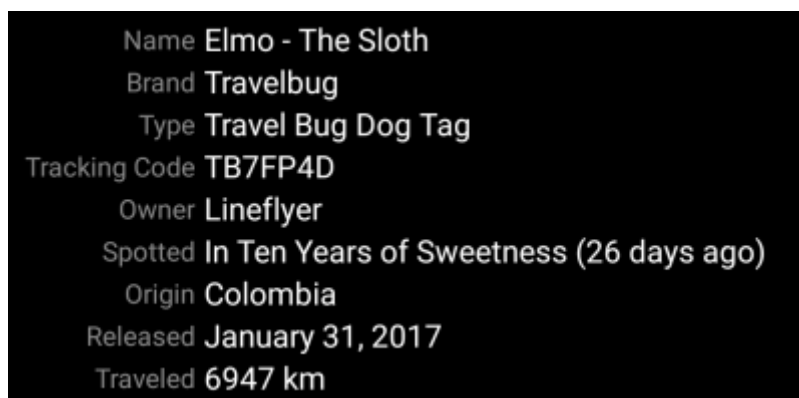 Name Elmo - The Sloth
Brand Travelbug
Type Travel Bug Dog Tag
Tracking Code TB7FP4D
Owner Lineflyer
Spotted In Ten Years of Sweetness (26 days ago)
Origin Colombia
Released January 31, 2017
Traveled 6947 km